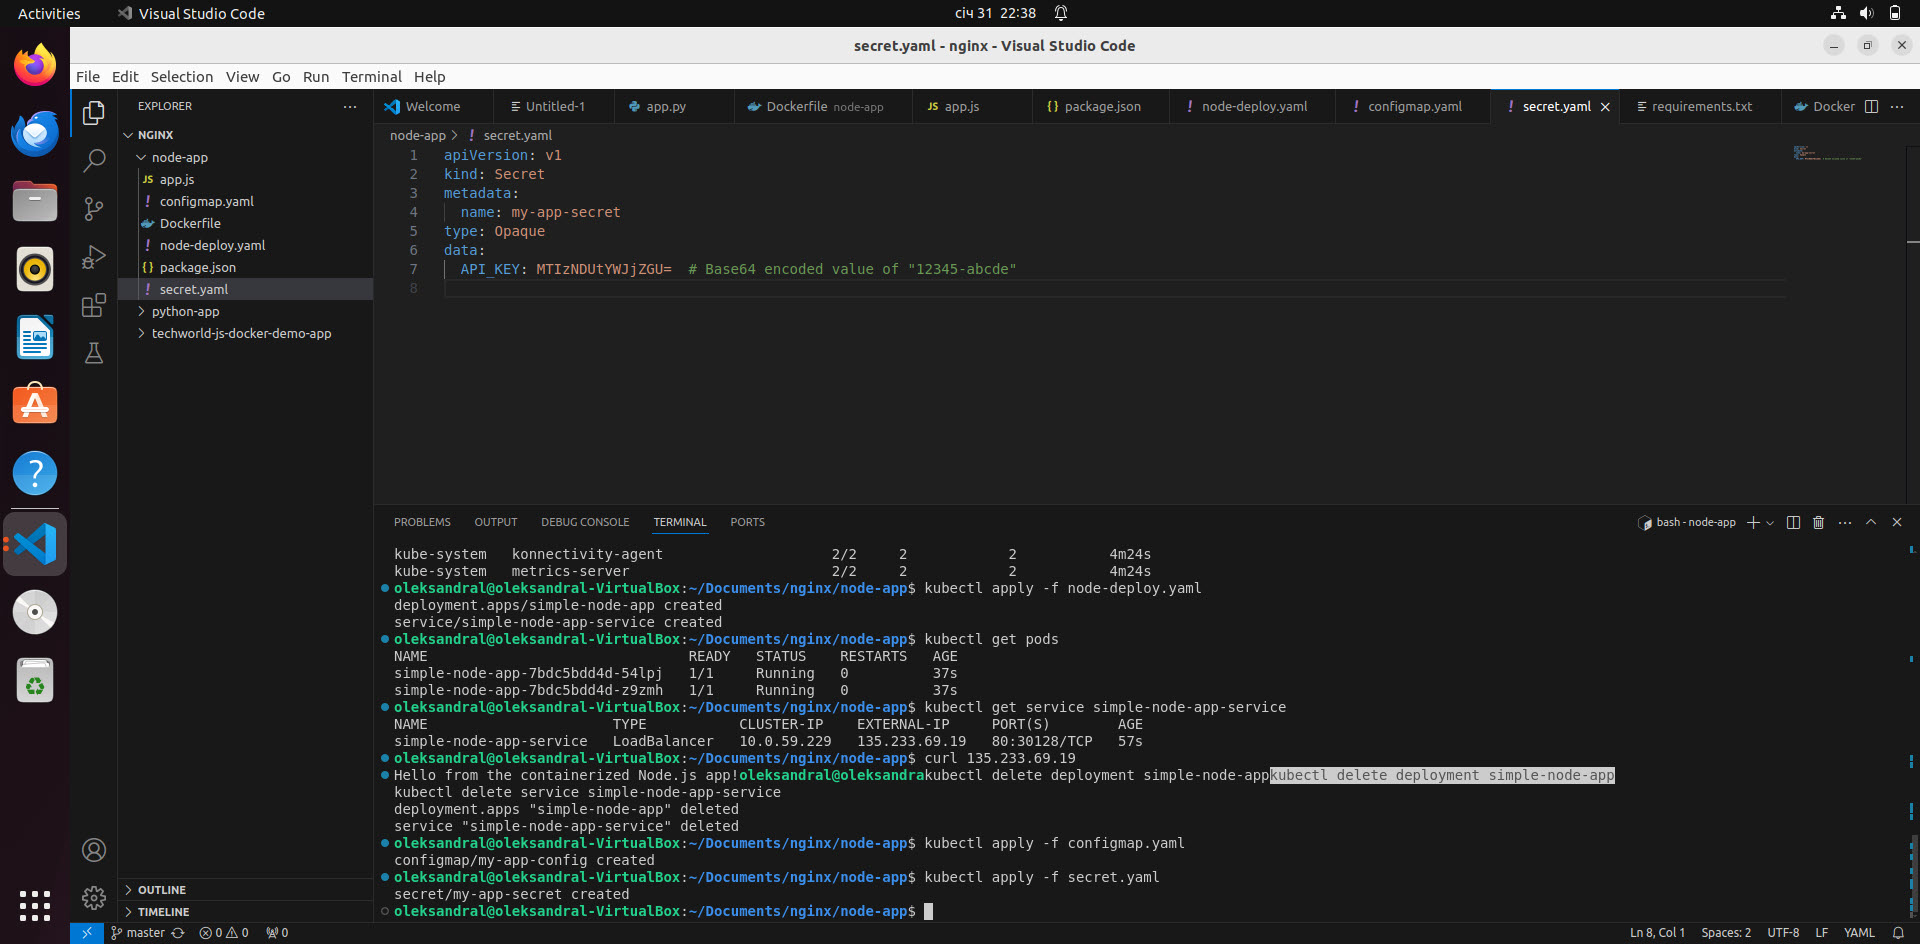 Activities Visual Studio Code січ 31 22:38
secret.yaml - nginx - Visual Studio Code
File Edit Selection View Go Run Terminal Help
EXPLORER
NGINX
node-app
JS app.js
! configmap.yaml
Dockerfile
! node-deploy.yaml
{} package.json
! secret.yaml
python-app
techworld-js-docker-demo-app
OUTLINE
TIMELINE
Welcome Untitled-1 app.py Dockerfile node-app JS app.js {} package.json ! node-deploy.yaml ! configmap.yaml ! secret.yaml requirements.txt Docker
node-app > ! secret.yaml
1 apiVersion: v1
2 kind: Secret
3 metadata:
4 name: my-app-secret
5 type: Opaque
6 data:
7 API_KEY: MTIzNDUtYWJjZGU= # Base64 encoded value of "12345-abcde"
8
PROBLEMS OUTPUT DEBUG CONSOLE TERMINAL PORTS bash - node-app
kube-system konnectivity-agent 2/2 2 2 4m24s
kube-system metrics-server 2/2 2 2 4m24s
oleksandral@oleksandral-VirtualBox:~/Documents/nginx/node-app$ kubectl apply -f node-deploy.yaml
deployment.apps/simple-node-app created
service/simple-node-app-service created
oleksandral@oleksandral-VirtualBox:~/Documents/nginx/node-app$ kubectl get pods
NAME READY STATUS RESTARTS AGE
simple-node-app-7bdc5bdd4d-54lpj 1/1 Running 0 37s
simple-node-app-7bdc5bdd4d-z9zmh 1/1 Running 0 37s
oleksandral@oleksandral-VirtualBox:~/Documents/nginx/node-app$ kubectl get service simple-node-app-service
NAME TYPE CLUSTER-IP EXTERNAL-IP PORT(S) AGE
simple-node-app-service LoadBalancer 10.0.59.229 135.233.69.19 80:30128/TCP 57s
oleksandral@oleksandral-VirtualBox:~/Documents/nginx/node-app$ curl 135.233.69.19
Hello from the containerized Node.js app!oleksandral@oleksandrakubectl delete deployment simple-node-appkubectl delete deployment simple-node-app
kubectl delete service simple-node-app-service
deployment.apps "simple-node-app" deleted
service "simple-node-app-service" deleted
oleksandral@oleksandral-VirtualBox:~/Documents/nginx/node-app$ kubectl apply -f configmap.yaml
configmap/my-app-config created
oleksandral@oleksandral-VirtualBox:~/Documents/nginx/node-app$ kubectl apply -f secret.yaml
secret/my-app-secret created
oleksandral@oleksandral-VirtualBox:~/Documents/nginx/node-app$
master 0 0 0 Ln 8, Col 1 Spaces: 2 UTF-8 LF YAML